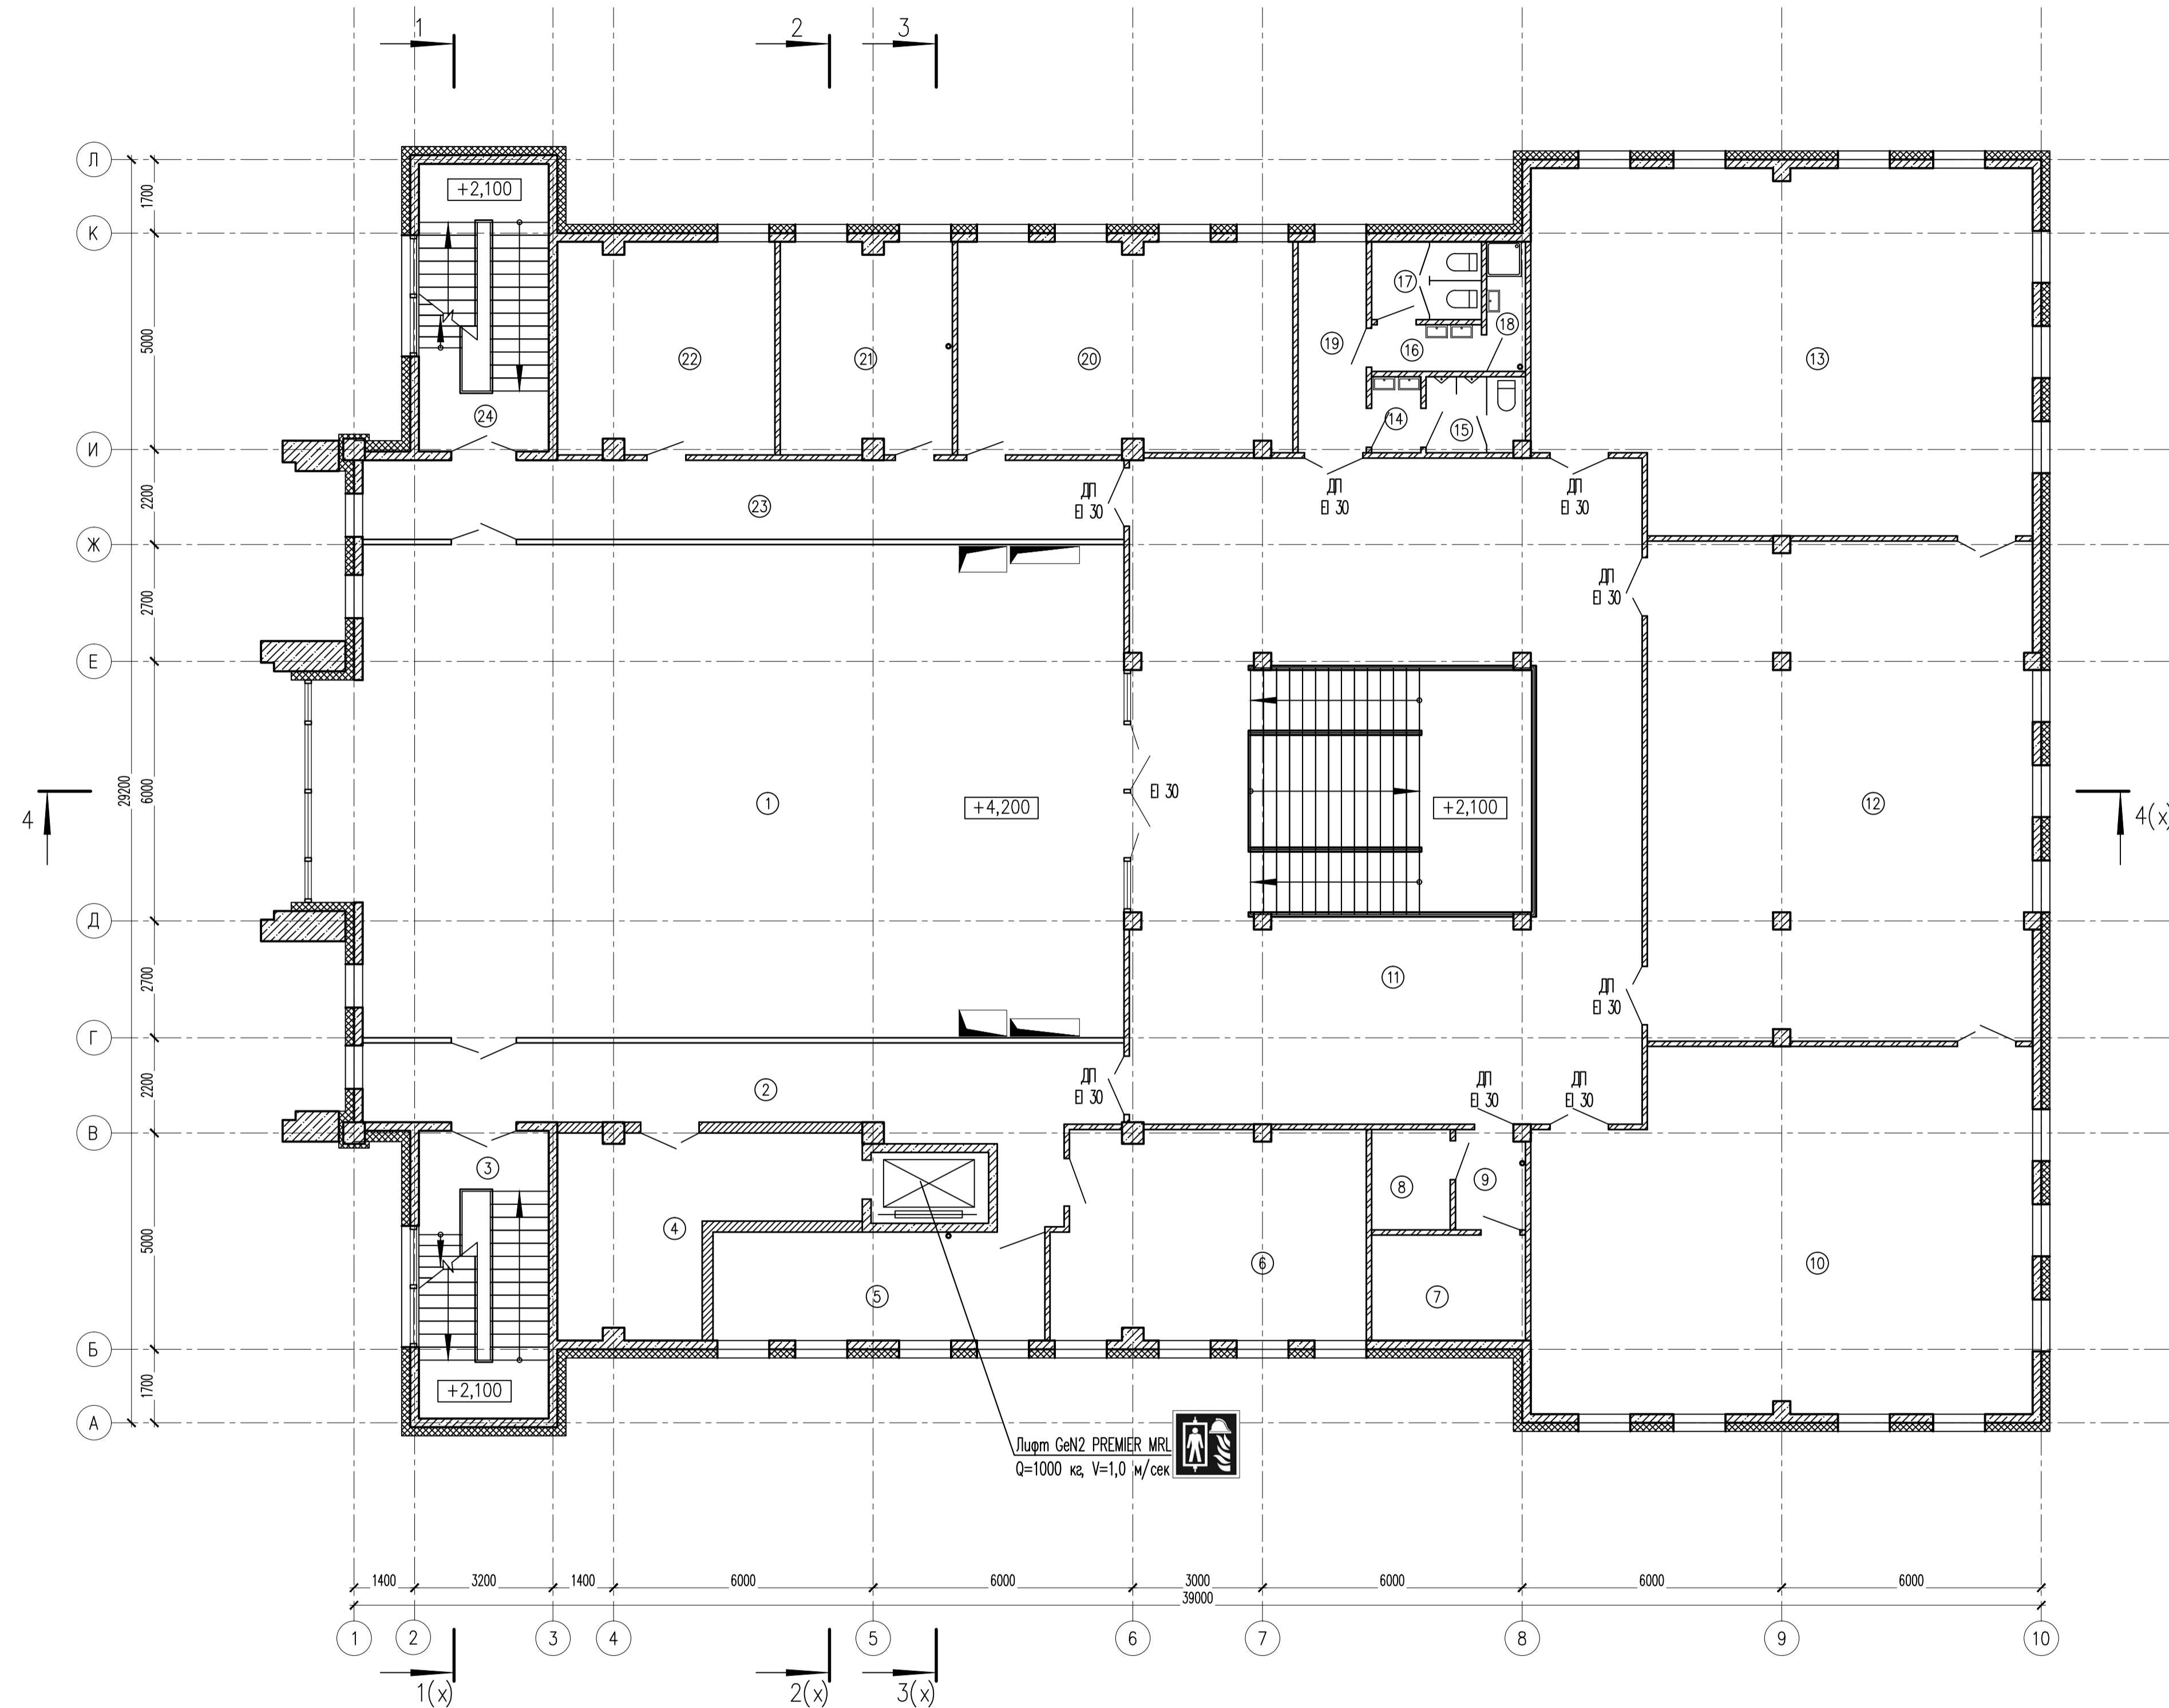 1
2
3
Л
+2,100
1700
К
17
18
5000
22
21
20
19
16
13
24
14
15
И
ДП
EI 30
ДП
EI 30
ДП
EI 30
2200
23
Ж
ДП
EI 30
2700
Е
29200
6000
4
1
+4,200
EI 30
+2,100
12
4(х)
Д
2700
11
ДП
EI 30
Г
2200
2
ДП
EI 30
ДП
EI 30
ДП
EI 30
В
3
8
9
5000
4
6
10
5
7
Б
1700
+2,100
А
Лифт GeN2 PREMIER MRL
Q=1000 кг, V=1,0 м/сек
1400
3200
1400
6000
6000
3000
6000
6000
6000
39000
1
2
3
4
5
6
7
8
9
10
1(х)
2(х)
3(х)